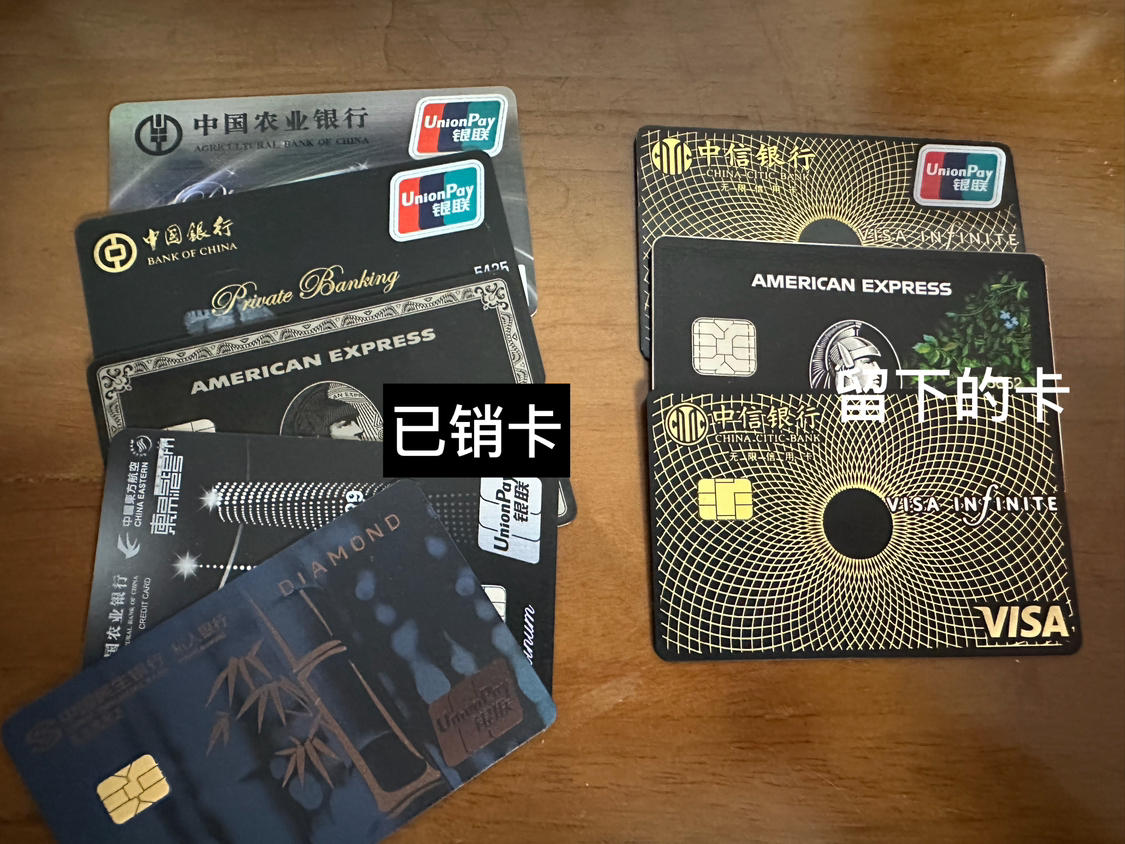 中国农业银行
AGRICULTURAL BANK OF CHINA
UnionPay
银联
中国银行
BANK OF CHINA
UnionPay
银联
Private Banking
5425
AMERICAN EXPRESS
已销卡
中國東方航空
CHINA EASTERN
UnionPay
银联
国农业银行
CREDIT CARD
inum
DIAMOND
私人银行
UnionPay
银联
中信银行
CHINA CITIC BANK
无限信用卡
UnionPay
银联
VISA INFINITE
AMERICAN EXPRESS
留下的卡
中信银行
CHINA CITIC BANK
无限信用卡
VISA INFINITE
VISA